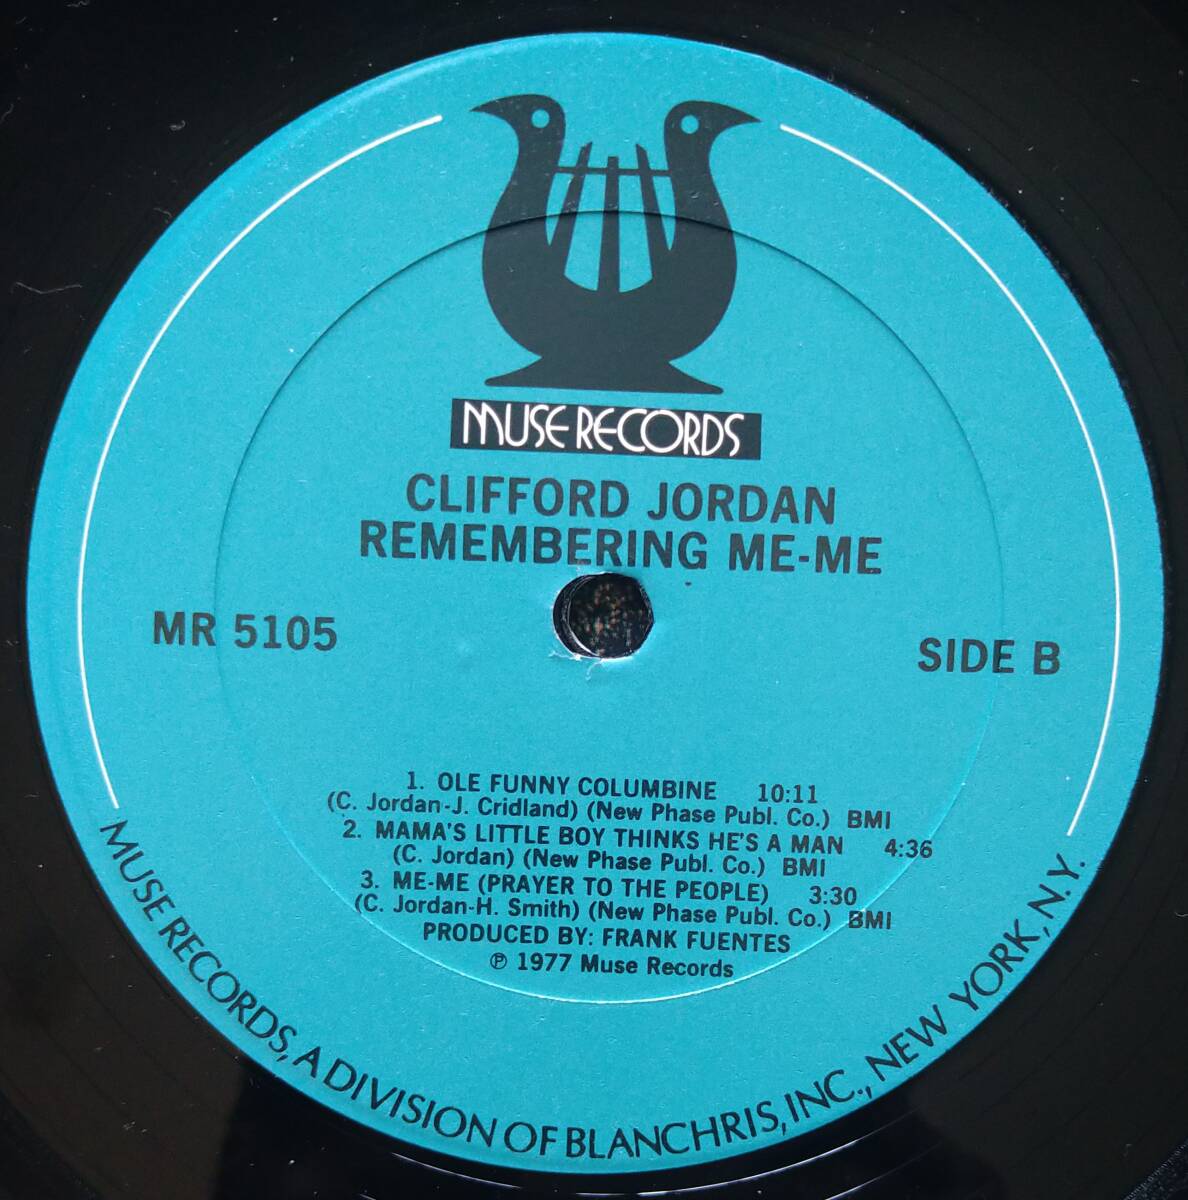 MUSE RECORDS
CLIFFORD JORDAN
REMEMBERING ME-ME
MR 5105
SIDE B
1. OLE FUNNY COLUMBINE 10:11
(C. Jordan-J. Cridland) (New Phase Publ. Co.) BMI
2. MAMA'S LITTLE BOY THINKS HE'S A MAN 4:36
(C. Jordan) (New Phase Publ. Co.) BMI
3. ME-ME (PRAYER TO THE PEOPLE) 3:30
(C. Jordan-H. Smith) (New Phase Publ. Co.) BMI
PRODUCED BY: FRANK FUENTES
℗ 1977 Muse Records
MUSE RECORDS, A DIVISION OF BLANCHRIS, INC., NEW YORK, N.Y.